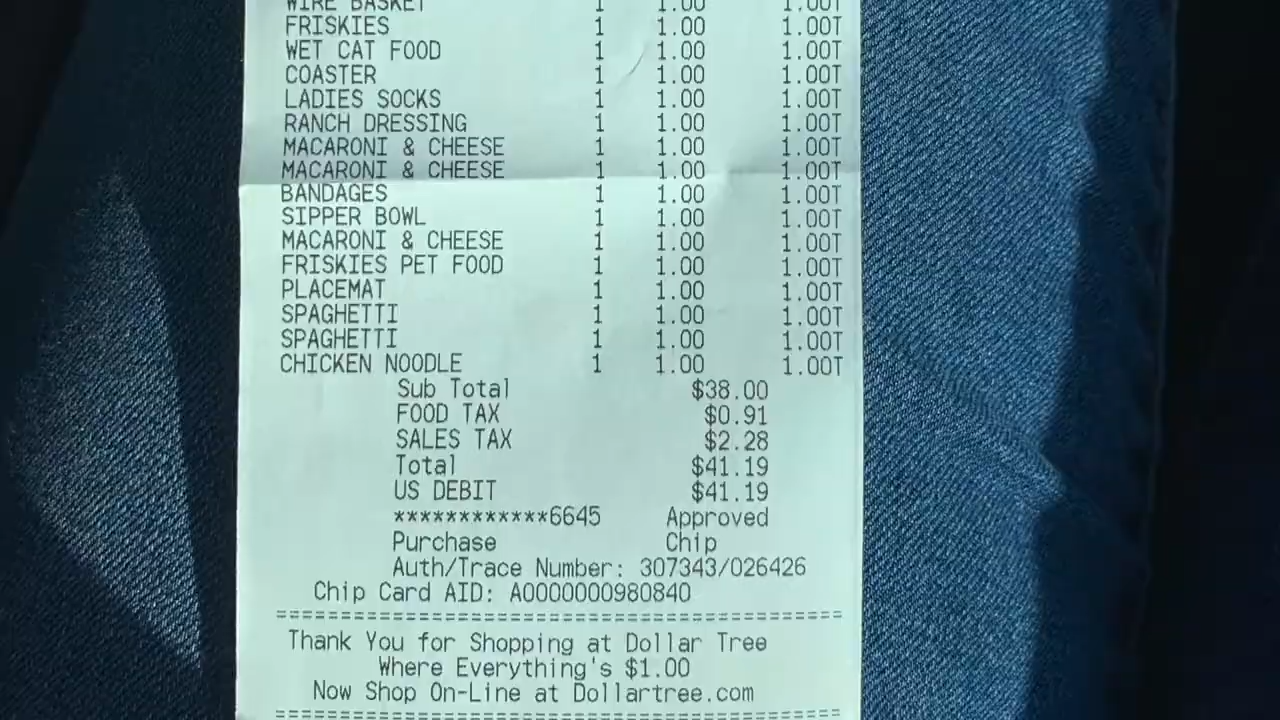 WIRE BASKET 1 1.00 1.00T
FRISKIES 1 1.00 1.00T
WET CAT FOOD 1 1.00 1.00T
COASTER 1 1.00 1.00T
LADIES SOCKS 1 1.00 1.00T
RANCH DRESSING 1 1.00 1.00T
MACARONI & CHEESE 1 1.00 1.00T
MACARONI & CHEESE 1 1.00 1.00T
BANDAGES 1 1.00 1.00T
SIPPER BOWL 1 1.00 1.00T
MACARONI & CHEESE 1 1.00 1.00T
FRISKIES PET FOOD 1 1.00 1.00T
PLACEMAT 1 1.00 1.00T
SPAGHETTI 1 1.00 1.00T
SPAGHETTI 1 1.00 1.00T
CHICKEN NOODLE 1 1.00 1.00T
Sub Total $38.00
FOOD TAX $0.91
SALES TAX $2.28
Total $41.19
US DEBIT $41.19
************6645 Approved
Purchase Chip
Auth/Trace Number: 307343/026426
Chip Card AID: A0000000980840
===========================================
Thank You for Shopping at Dollar Tree
Where Everything's $1.00
Now Shop On-Line at Dollartree.com
===========================================